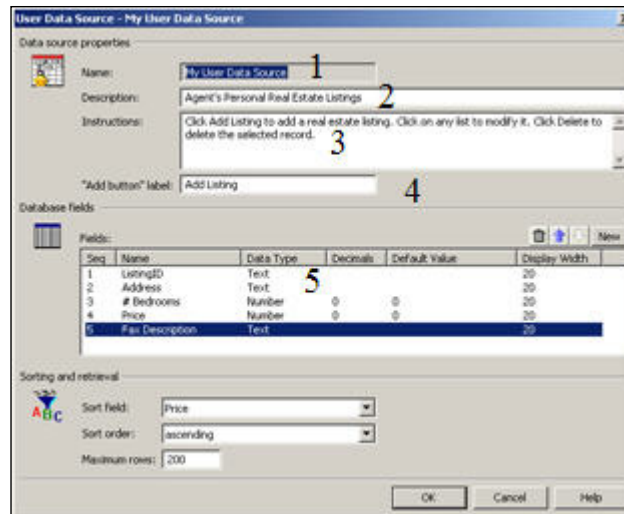 User Data Source - My User Data Source
Data source properties
1
Name: My User Data Source
Description: Agent's Personal Real Estate Listings 2
Instructions: Click Add Listing to add a real estate listing. Click on any list to modify it. Click Delete to
delete the selected record.
3
"Add button" label: Add Listing 4
Database fields
Fields: New
Seq Name Data Type Decimals Default Value Display Width
1 ListingID Text 20
5
2 Address Text 20
3 # Bedrooms Number 0 0 20
4 Price Number 0 0 20
5 Fax Description Text 20
Sorting and retrieval
ABC
Sort field: Price
Sort order: ascending
Maximum rows: 200
OK Cancel Help